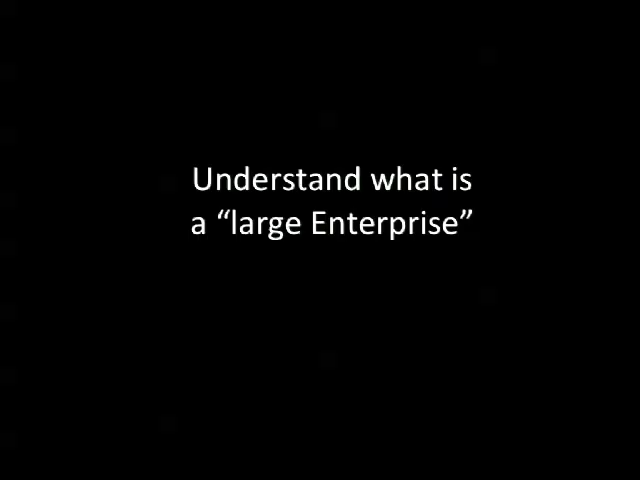 Understand what is
a “large Enterprise”